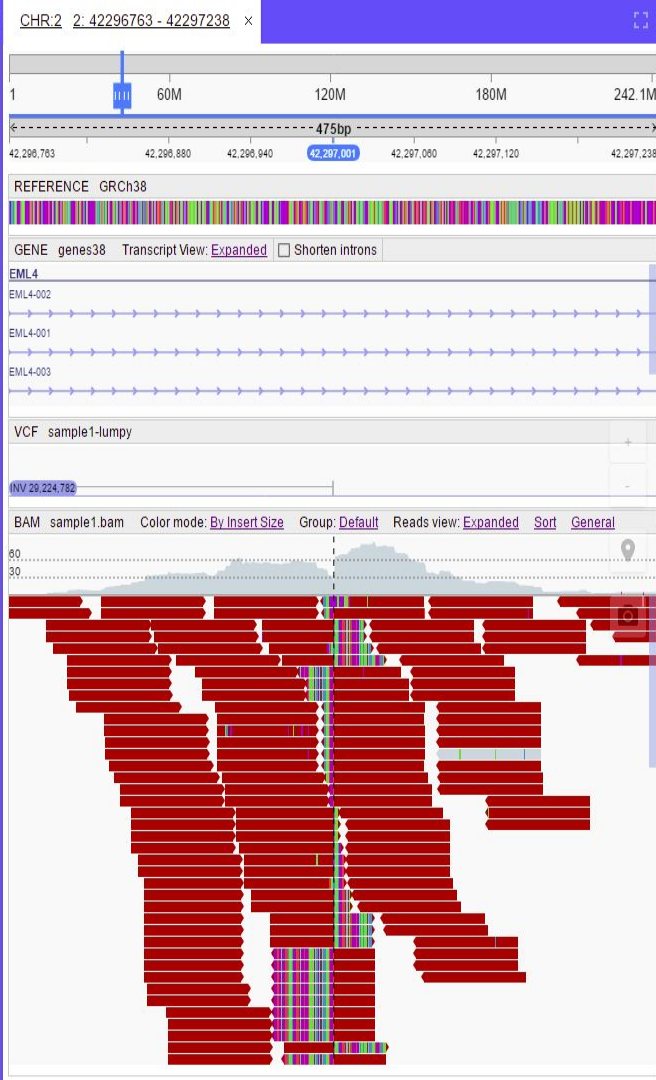 CHR:2 2: 42296763 - 42297238 ×
1 60M 120M 180M 242.1M
475bp
42,296,763 42,296,880 42,296,940 42,297,001 42,297,060 42,297,120 42,297,238
REFERENCE GRCh38
GENE genes38 Transcript View: Expanded Shorten introns
EML4
EML4-002
EML4-001
EML4-003
VCF sample1-lumpy
+
-
INV 29,224,782
BAM sample1.bam Color mode: By Insert Size Group: Default Reads view: Expanded Sort General
60
30